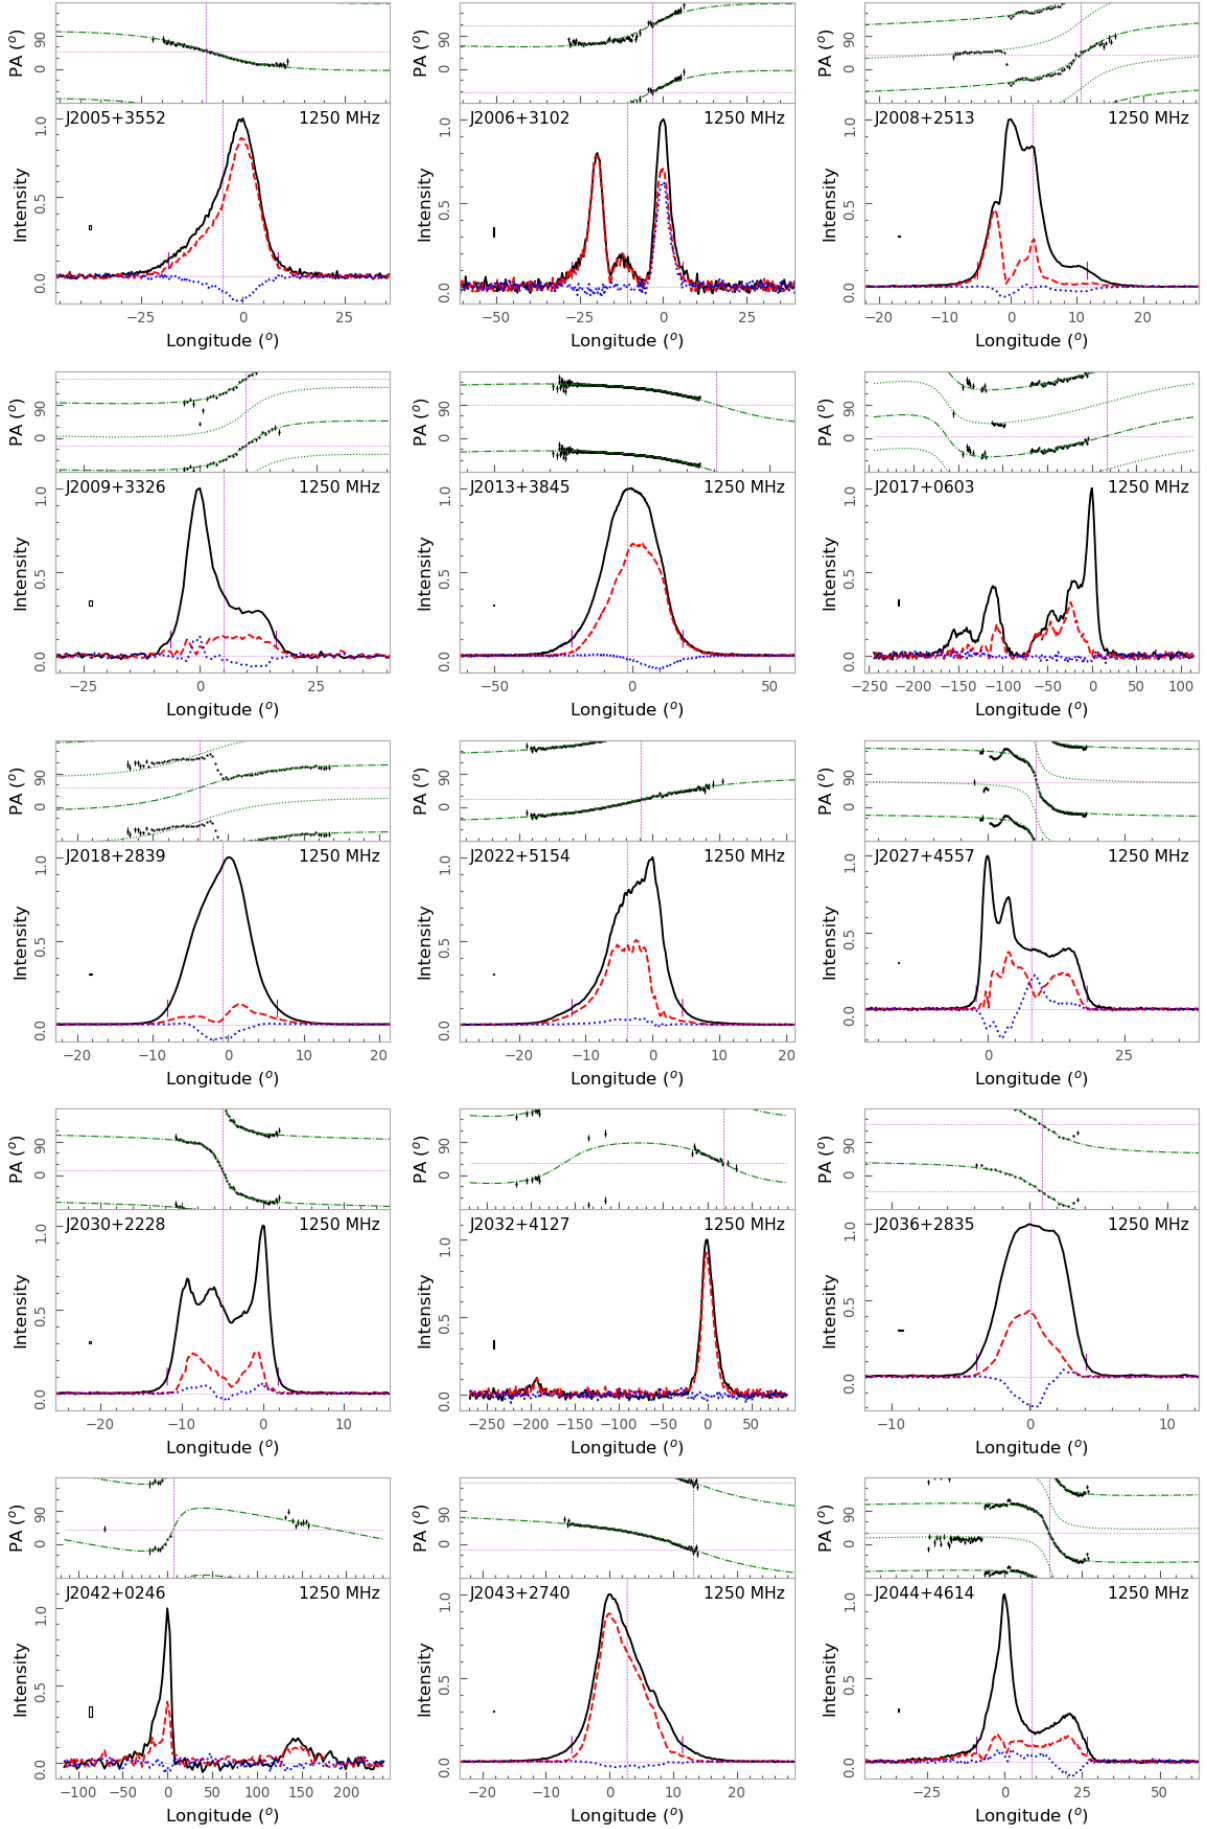 PA (°) 90 0
J2005+3552 1250 MHz
Intensity 1.0 0.5 0.0
−25 0 25
Longitude (°)
PA (°) 90 0
J2006+3102 1250 MHz
Intensity 1.0 0.5 0.0
−50 −25 0 25
Longitude (°)
PA (°) 90 0
J2008+2513 1250 MHz
Intensity 1.0 0.5 0.0
−20 −10 0 10 20
Longitude (°)
PA (°) 90 0
J2009+3326 1250 MHz
Intensity 1.0 0.5 0.0
−25 0 25
Longitude (°)
PA (°) 90 0
J2013+3845 1250 MHz
Intensity 1.0 0.5 0.0
−50 0 50
Longitude (°)
PA (°) 90 0
J2017+0603 1250 MHz
Intensity 1.0 0.5 0.0
−250 −200 −150 −100 −50 0 50 100
Longitude (°)
PA (°) 90 0
J2018+2839 1250 MHz
Intensity 1.0 0.5 0.0
−20 −10 0 10 20
Longitude (°)
PA (°) 90 0
J2022+5154 1250 MHz
Intensity 1.0 0.5 0.0
−20 −10 0 10 20
Longitude (°)
PA (°) 90 0
J2027+4557 1250 MHz
Intensity 1.0 0.5 0.0
0 25
Longitude (°)
PA (°) 90 0
J2030+2228 1250 MHz
Intensity 1.0 0.5 0.0
−20 −10 0 10
Longitude (°)
PA (°) 90 0
J2032+4127 1250 MHz
Intensity 1.0 0.5 0.0
−250 −200 −150 −100 −50 0 50
Longitude (°)
PA (°) 90 0
J2036+2835 1250 MHz
Intensity 1.0 0.5 0.0
−10 0 10
Longitude (°)
PA (°) 90 0
J2042+0246 1250 MHz
Intensity 1.0 0.5 0.0
−100 −50 0 50 100 150 200
Longitude (°)
PA (°) 90 0
J2043+2740 1250 MHz
Intensity 1.0 0.5 0.0
−20 −10 0 10 20
Longitude (°)
PA (°) 90 0
J2044+4614 1250 MHz
Intensity 1.0 0.5 0.0
−25 0 25 50
Longitude (°)